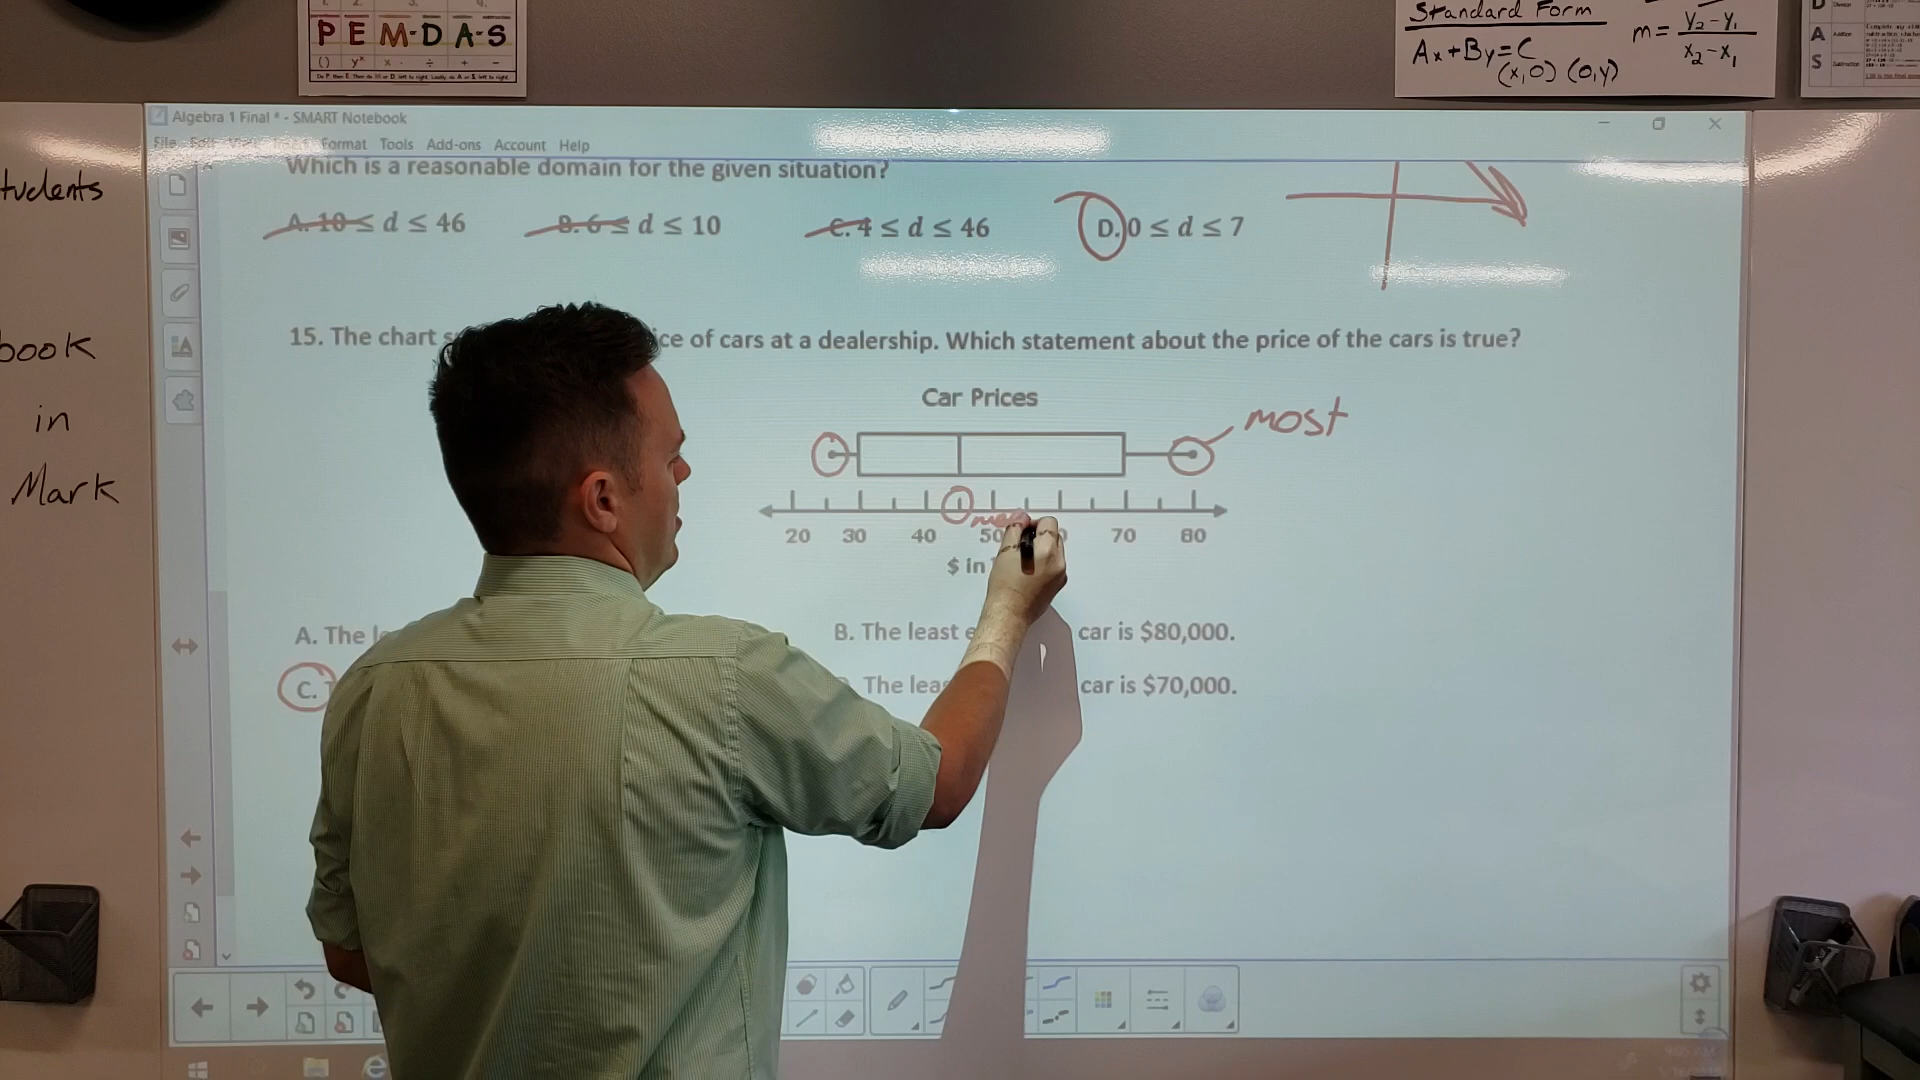 P E M-D A-S
( ) yˣ × · ÷ + −
Standard Form
Ax+By=C
(x,0) (0,y)
m= y₂-y₁
x₂-x₁
D
A Addition
S Subtraction
Algebra 1 Final * - SMART Notebook
File Edit View Format Tools Add-ons Account Help
Which is a reasonable domain for the given situation?
A. 10 ≤ d ≤ 46 B. 6 ≤ d ≤ 10 C. 4 ≤ d ≤ 46 D. 0 ≤ d ≤ 7
tudents
book
in
Mark
15. The chart ce of cars at a dealership. Which statement about the price of the cars is true?
Car Prices
most
20 30 40 50 70 80
$ in
A. The B. The least car is $80,000.
C. The car is $70,000.